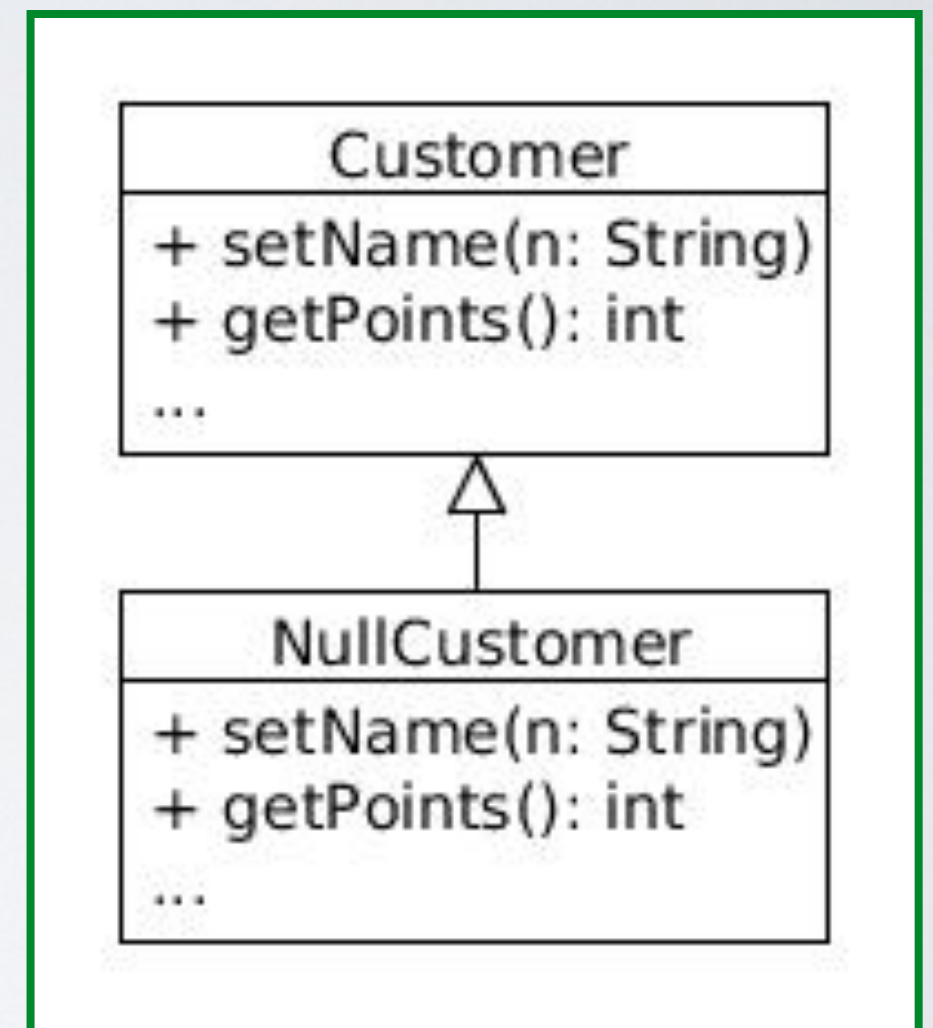 Customer
+ setName(n: String)
+ getPoints(): int
...
NullCustomer
+ setName(n: String)
+ getPoints(): int
...